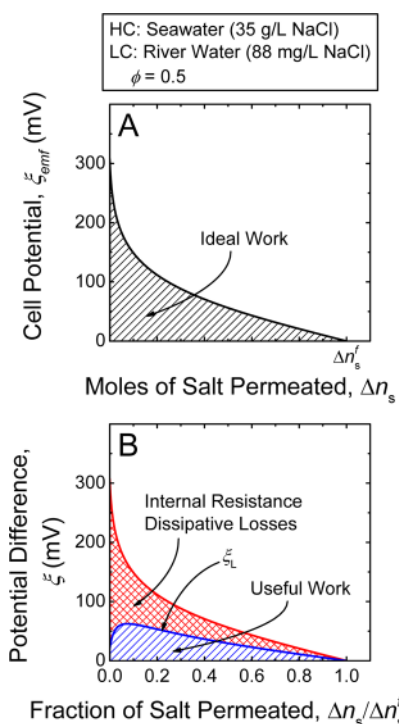 HC: Seawater (35 g/L NaCl)
LC: River Water (88 mg/L NaCl)
ϕ = 0.5
A
Cell Potential, ξemf (mV)
300
200
100
0
Ideal Work
Δnₛᶠ
Moles of Salt Permeated, Δnₛ
B
Potential Difference,
ξ (mV)
300
200
100
0
Internal Resistance
Dissipative Losses
ξL
Useful Work
0.0 0.2 0.4 0.6 0.8 1.0
Fraction of Salt Permeated, Δnₛ/Δnₛᶠ